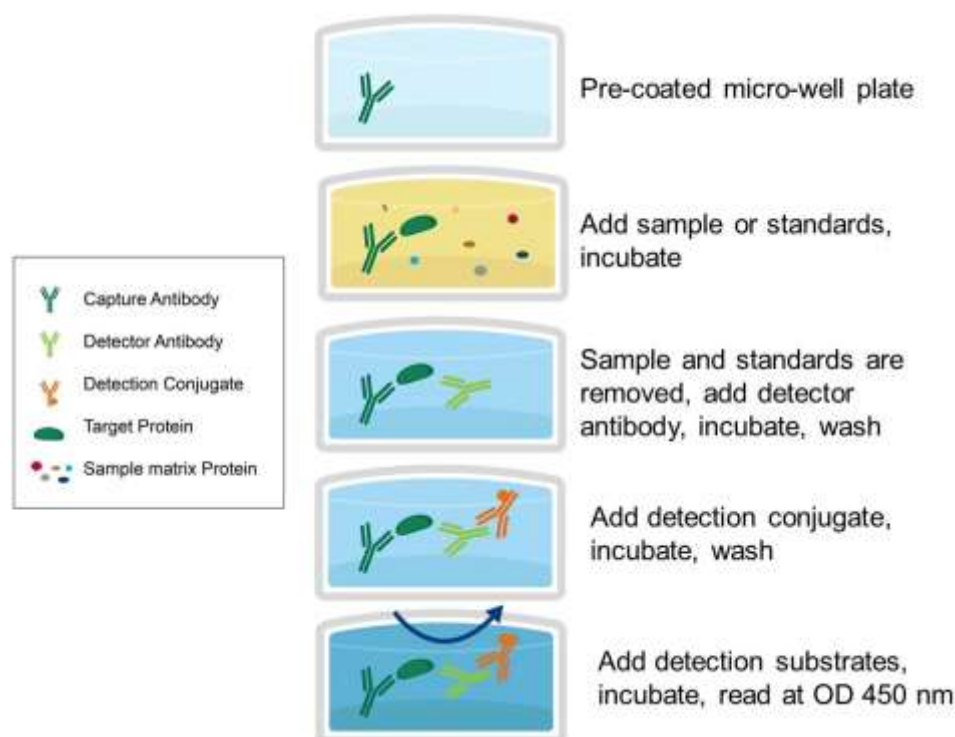 Pre-coated micro-well plate
Add sample or standards,
incubate
Capture Antibody
Detector Antibody
Detection Conjugate
Target Protein
Sample matrix Protein
Sample and standards are
removed, add detector
antibody, incubate, wash
Add detection conjugate,
incubate, wash
Add detection substrates,
incubate, read at OD 450 nm